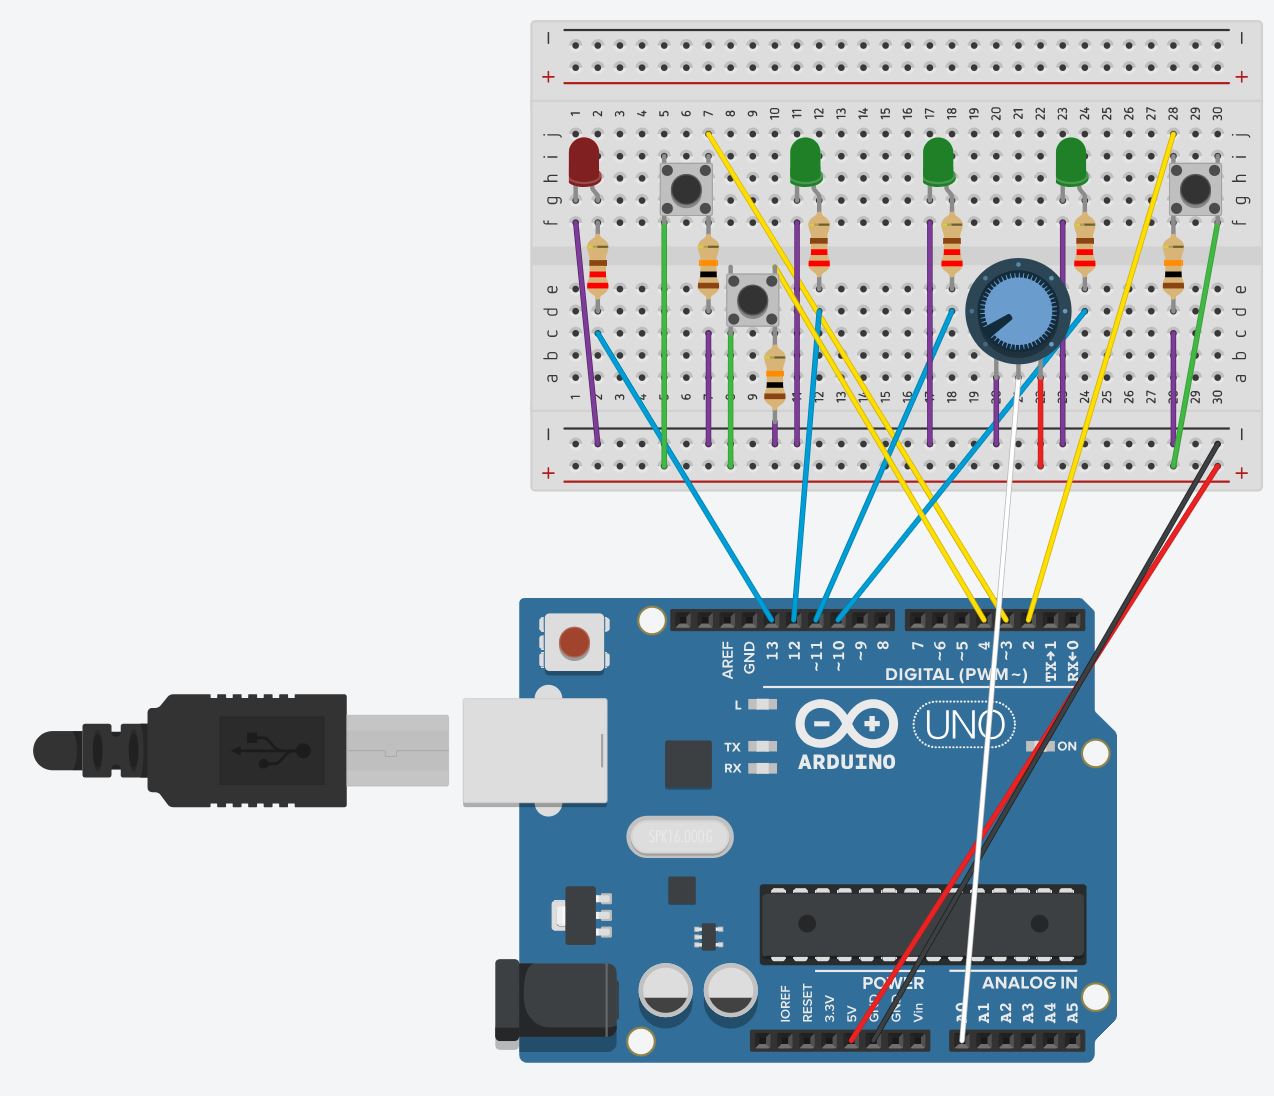 − −
+ +
1 2 3 4 5 6 7 8 9 10 11 12 13 14 15 16 17 18 19 20 21 22 23 24 25 26 27 28 29 30
j j
i i
h h
g g
f f
e e
d d
c c
b b
a a
1 2 3 4 5 6 7 8 9 10 11 12 13 14 15 16 17 18 19 20 21 22 23 24 25 26 27 28 29 30
− −
+ +
AREF GND 13 12 ~11 ~10 ~9 8 7 ~6 ~5 4 ~3 2 TX→1 RX←0
DIGITAL (PWM~)
L
UNO
TX
ON
RX
ARDUINO
SPK16.000G
POWER ANALOG IN
IOREF RESET 3.3V 5V GND GND Vin A0 A1 A2 A3 A4 A5